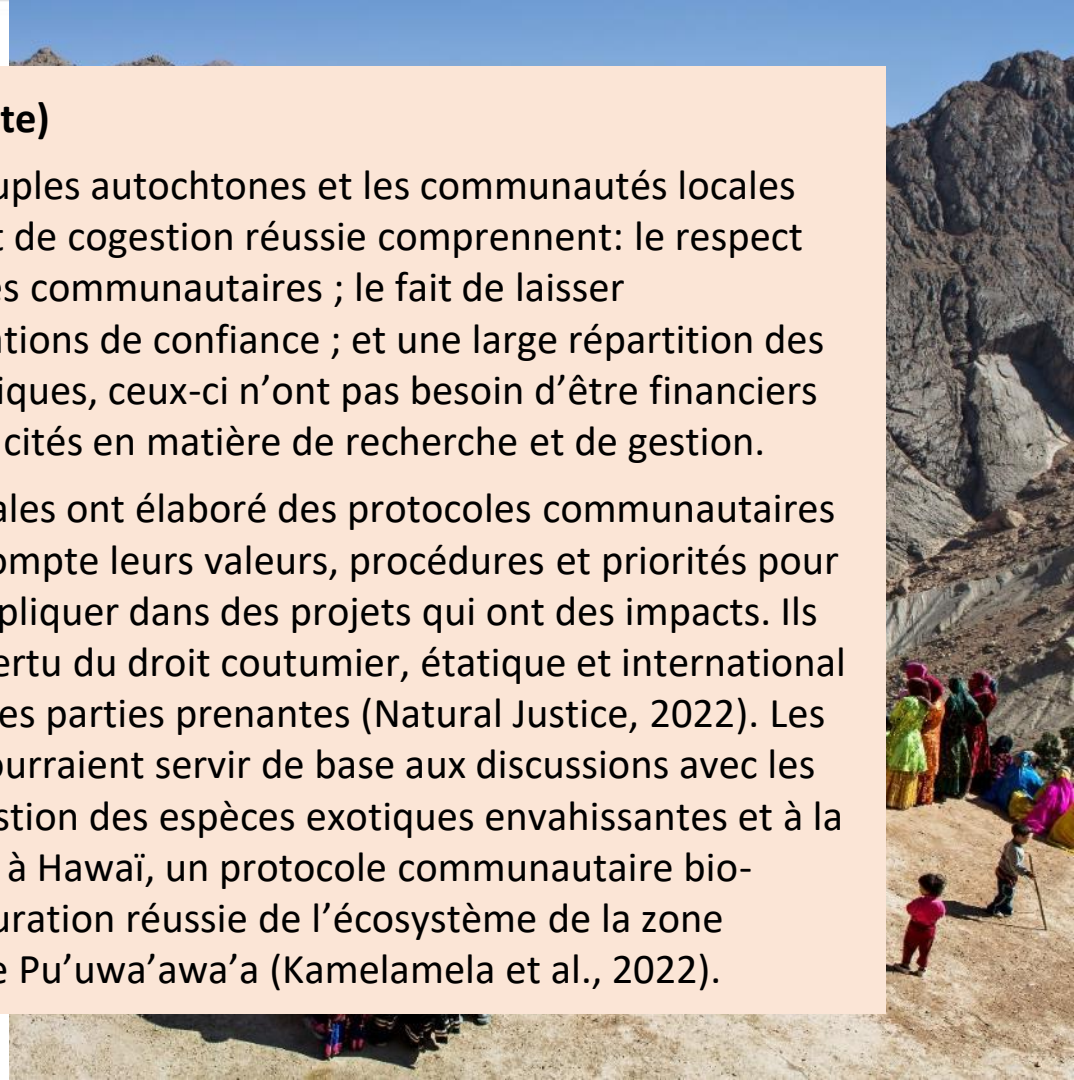 te)
uples autochtones et les communautés locales
t de cogestion réussie comprennent: le respect
es communautaires ; le fait de laisser
ations de confiance ; et une large répartition des
iques, ceux-ci n’ont pas besoin d’être financiers
cités en matière de recherche et de gestion.
ales ont élaboré des protocoles communautaires
ompte leurs valeurs, procédures et priorités pour
pliquer dans des projets qui ont des impacts. Ils
ertu du droit coutumier, étatique et international
es parties prenantes (Natural Justice, 2022). Les
ourraient servir de base aux discussions avec les
stion des espèces exotiques envahissantes et à la
à Hawaï, un protocole communautaire bio-
uration réussie de l’écosystème de la zone
e Pu’uwa’awa’a (Kamelamela et al., 2022).